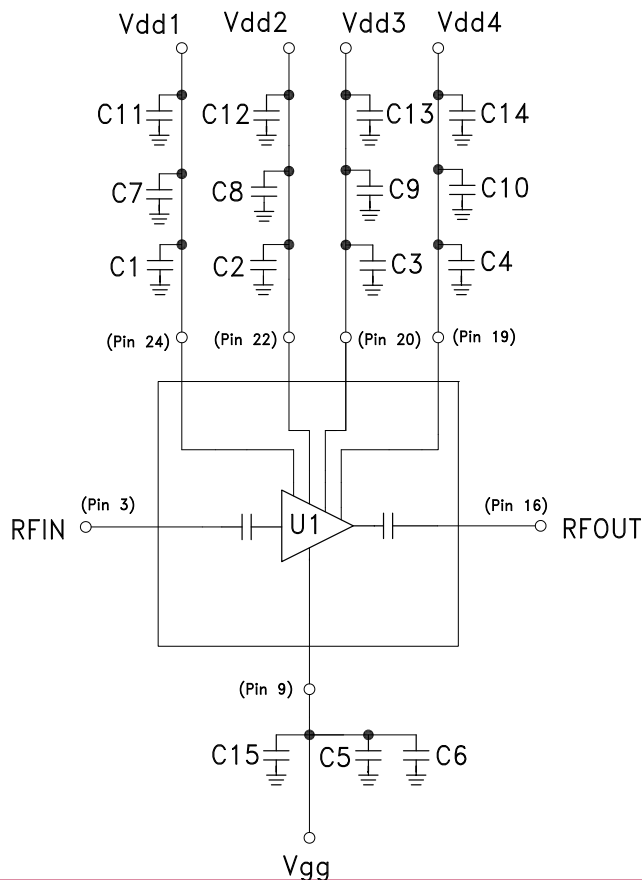 Vdd1 Vdd2 Vdd3 Vdd4
C11 C12 C13 C14
C7 C8 C9 C10
C1 C2 C3 C4
(Pin 24) (Pin 22) (Pin 20) (Pin 19)
(Pin 3) (Pin 16)
RFIN U1 RFOUT
(Pin 9)
C15 C5 C6
Vgg